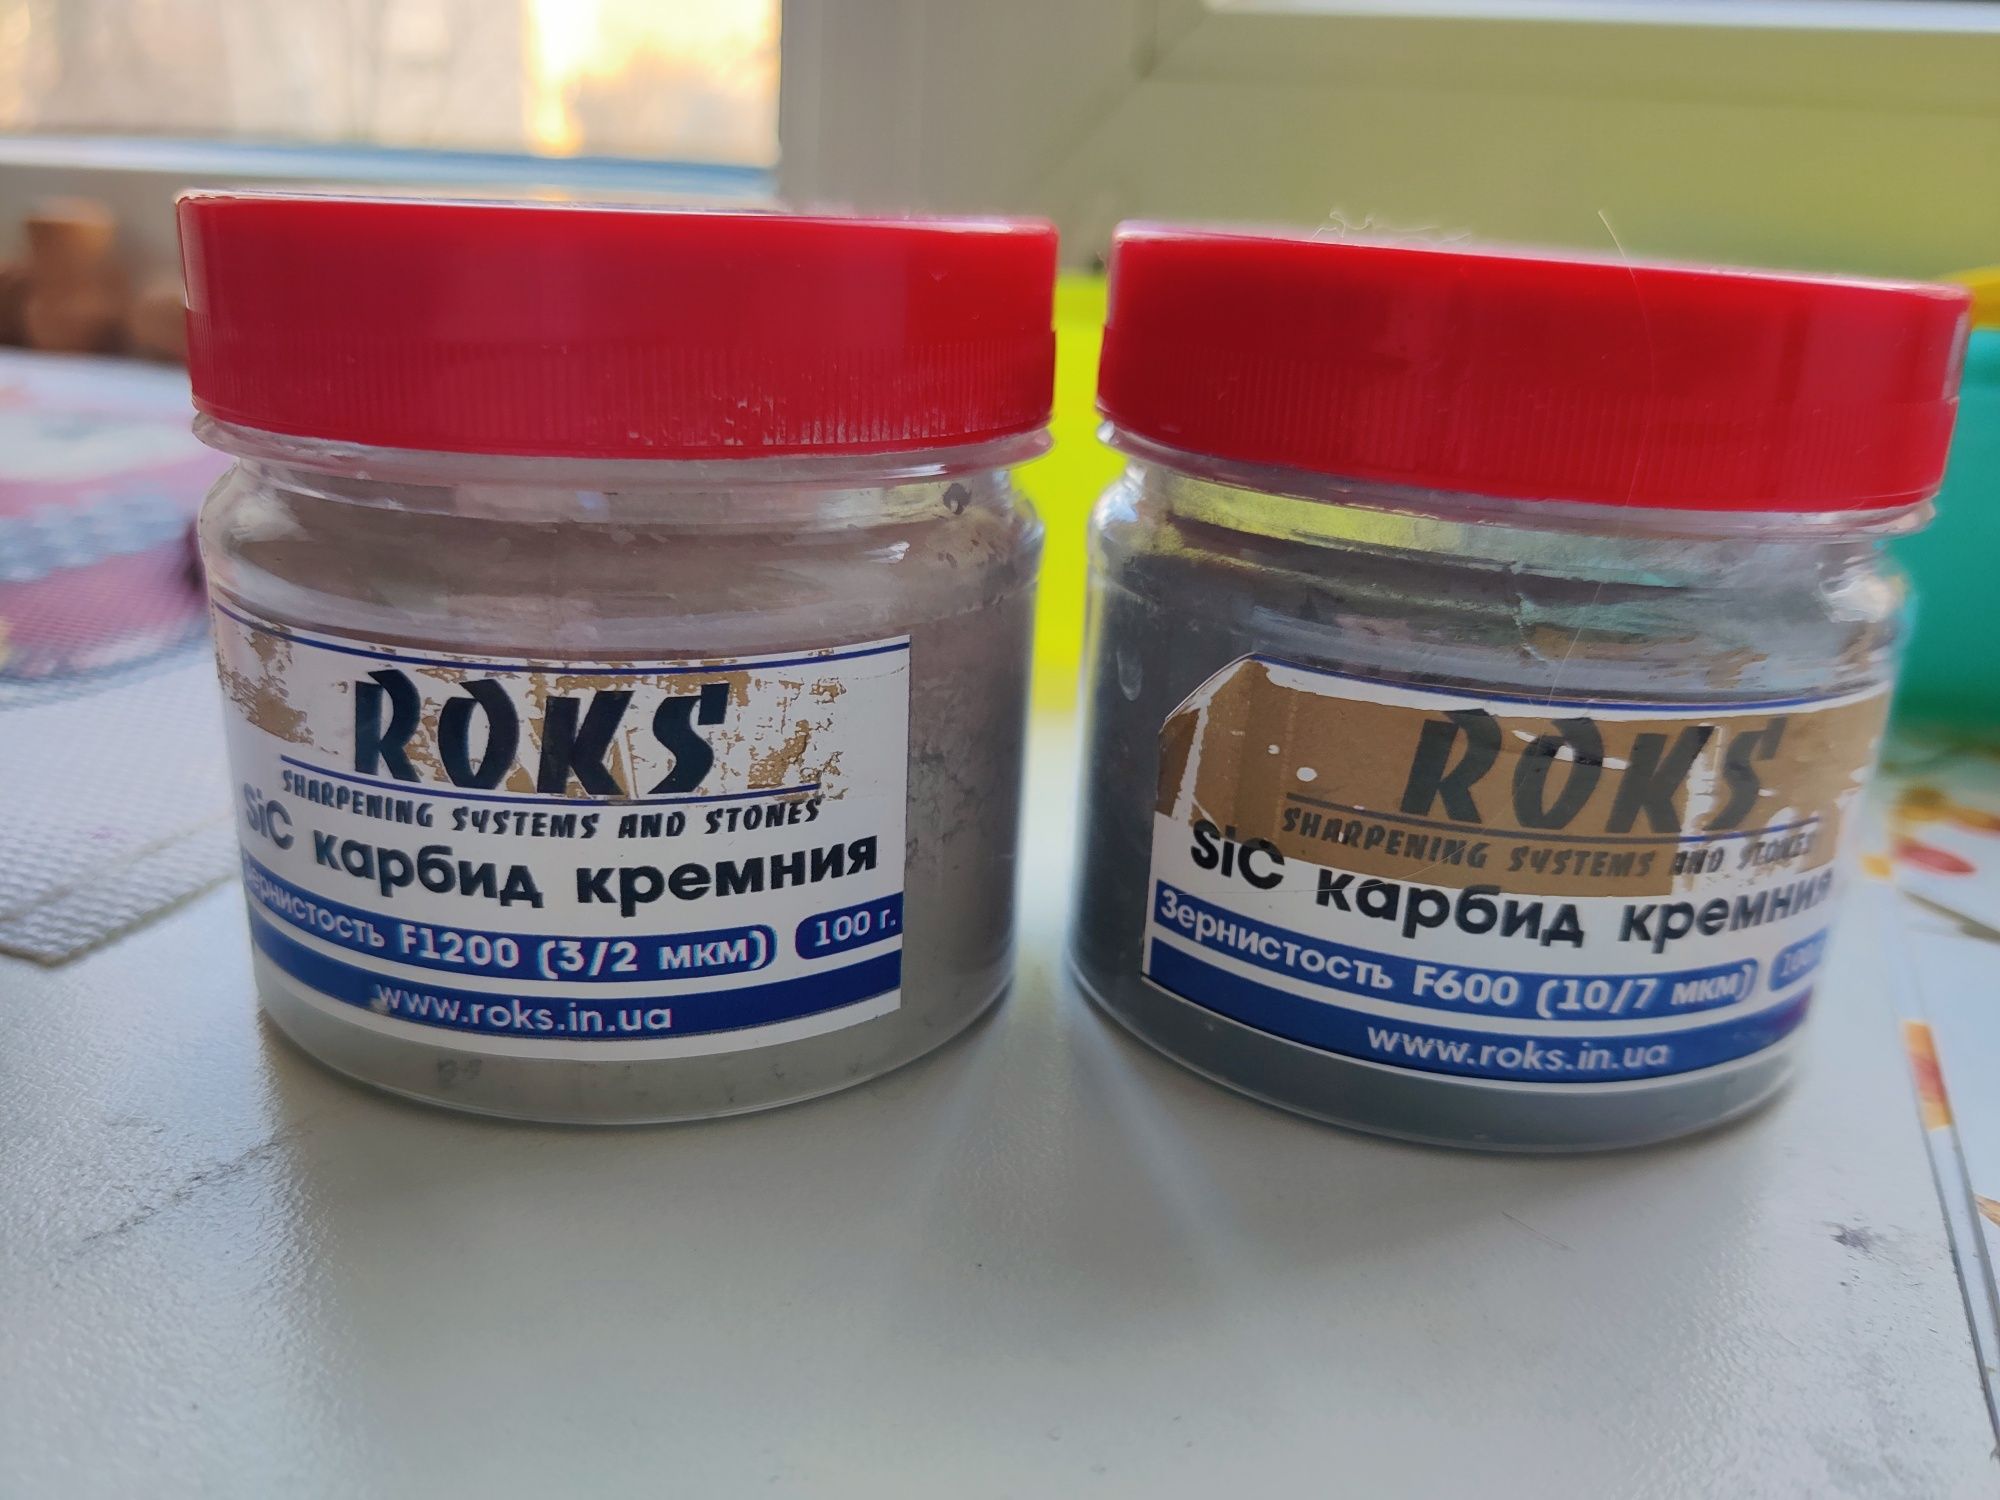 ROKS
SHARPENING SYSTEMS AND STONES
SiC карбид кремния
Зернистость F1200 (3/2 мкм) 100 г.
www.roks.in.ua
ROKS
SHARPENING SYSTEMS AND STONES
SiC карбид кремния
Зернистость F600 (10/7 мкм) 100
www.roks.in.ua